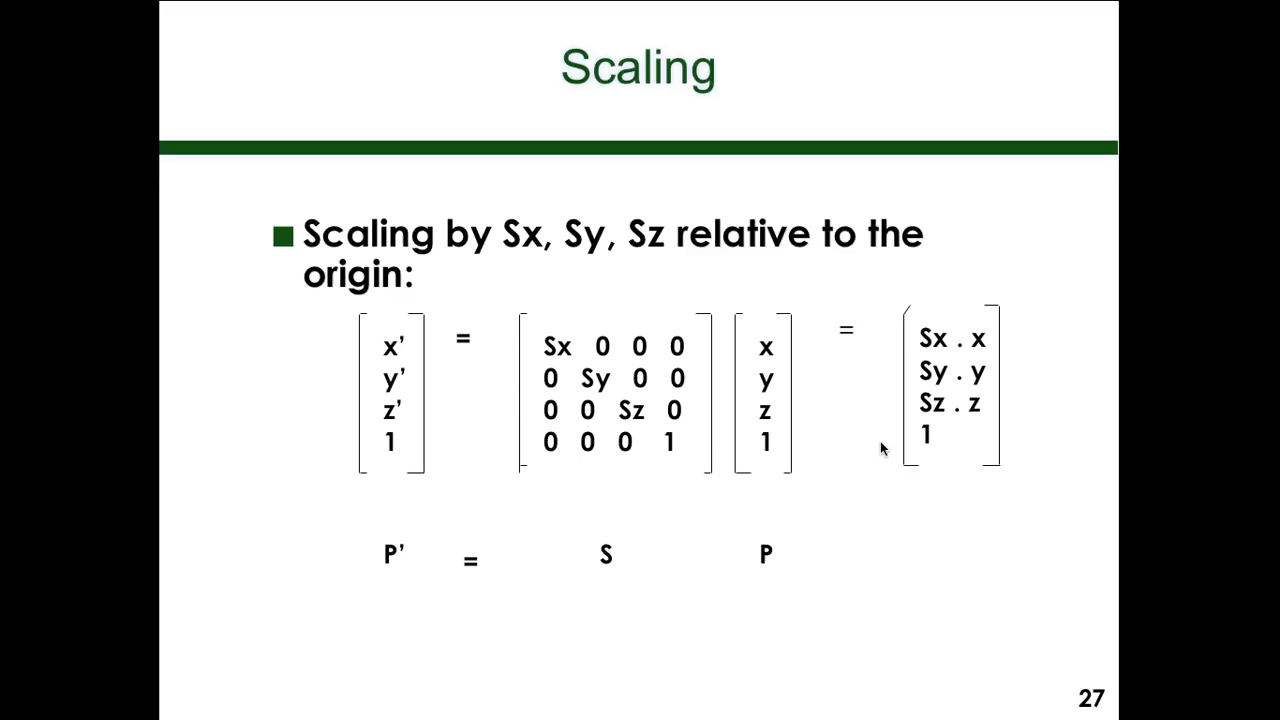 Scaling
■ Scaling by Sx, Sy, Sz relative to the
origin:
x’ = Sx 0 0 0 x = Sx . x
y’ 0 Sy 0 0 y Sy . y
z’ 0 0 Sz 0 z Sz . z
1 0 0 0 1 1 1
P’ = S P
27